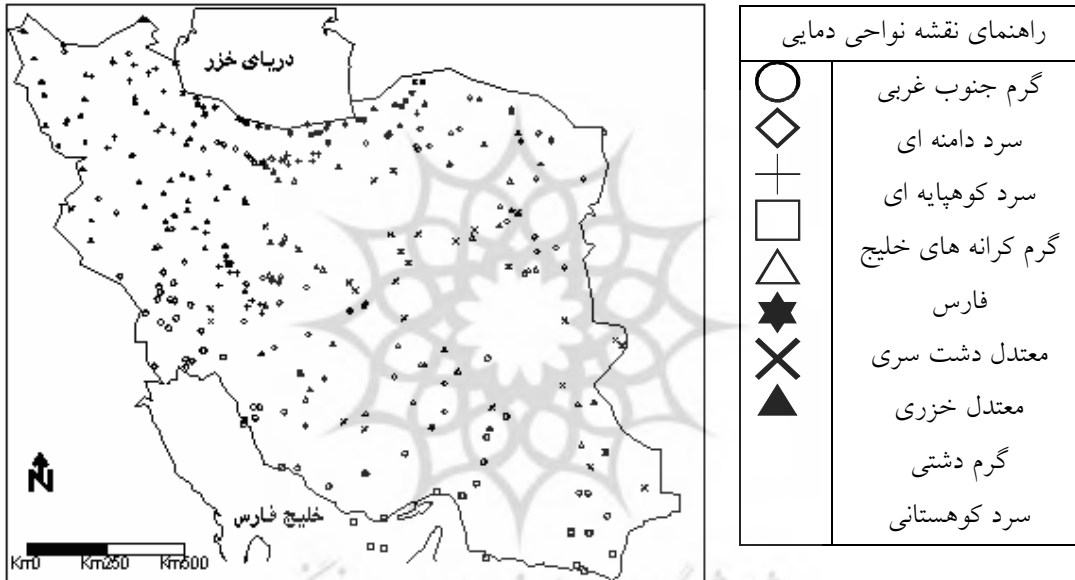 دریای خزر
خلیج فارس
N
Km0 Km250 Km500
راهنمای نقشه نواحی دمایی
گرم جنوب غربی
سرد دامنه ای
سرد کوهپایه ای
گرم کرانه های خلیج
فارس
معتدل دشت سری
معتدل خزری
گرم دشتی
سرد کوهستانی